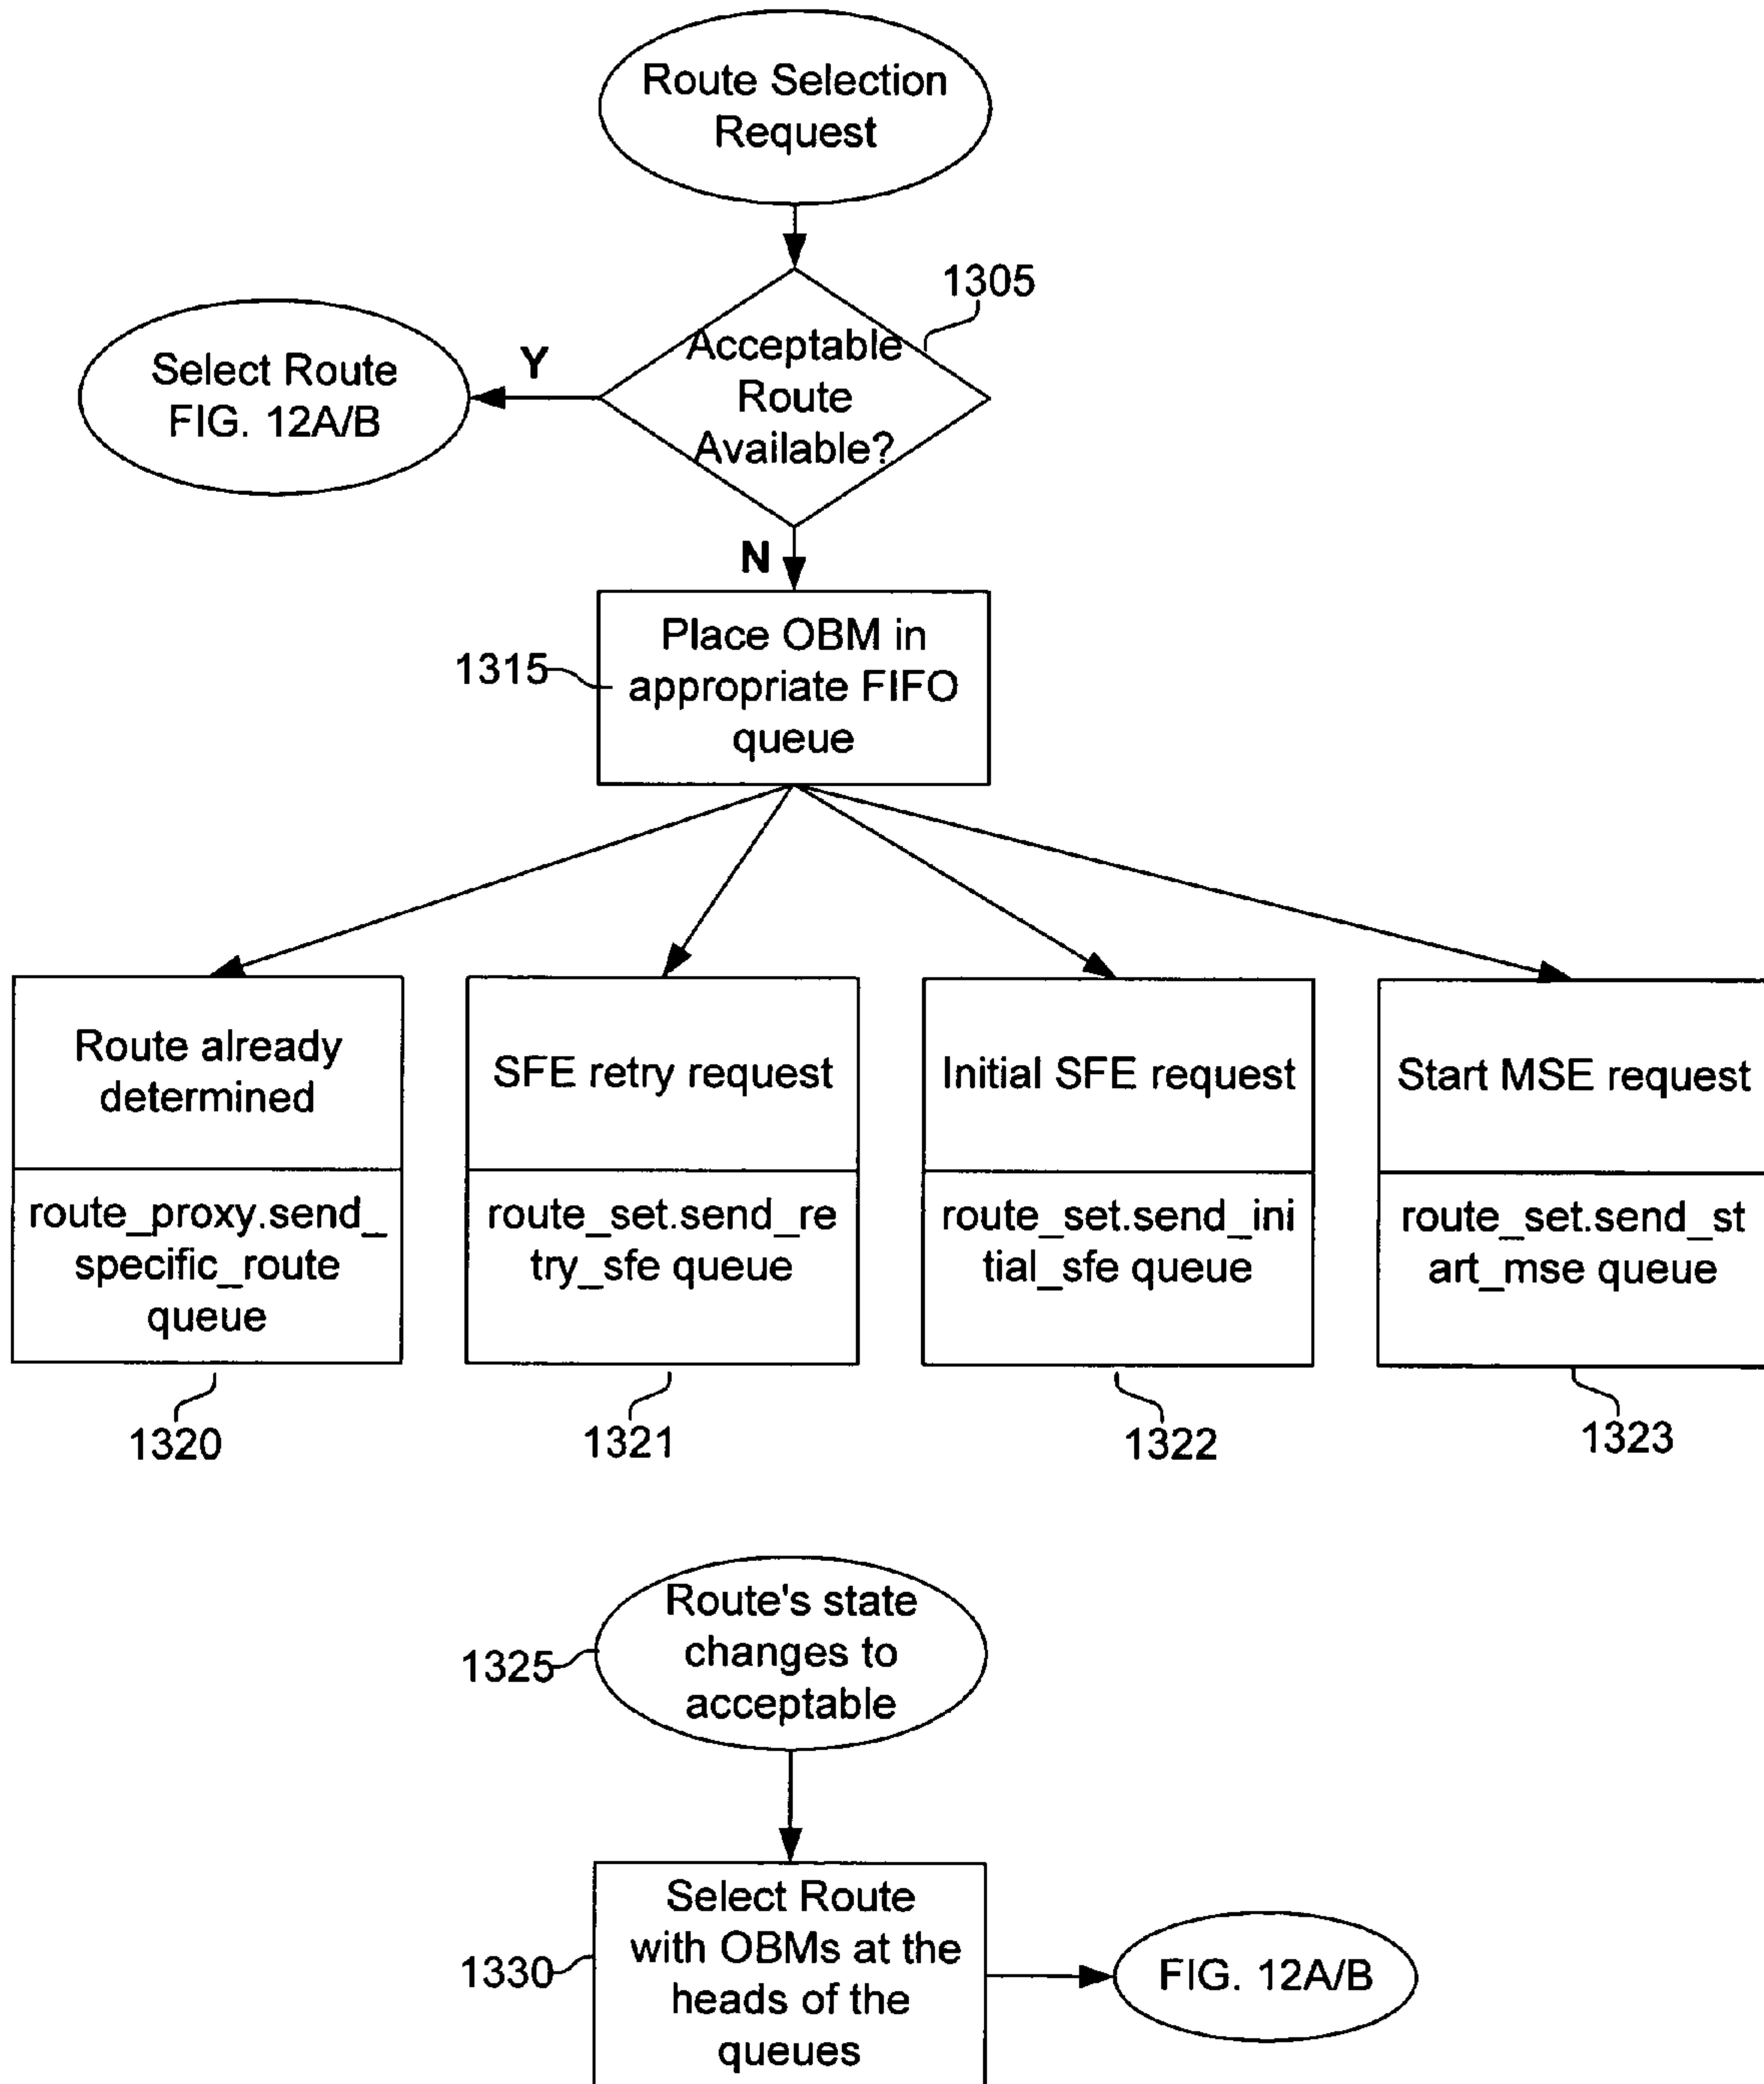 Route Selection
Request
1305
Acceptable
Route
Available?
Y
Select Route
FIG. 12A/B
N
Place OBM in
appropriate FIFO
queue
1315
Route already
determined
route_proxy.send_
specific_route
queue
SFE retry request
route_set.send_re
try_sfe queue
Initial SFE request
route_set.send_ini
tial_sfe queue
Start MSE request
route_set.send_st
art_mse queue
1320
1321
1322
1323
Route's state
changes to
acceptable
1325
Select Route
with OBMs at the
heads of the
queues
1330
FIG. 12A/B